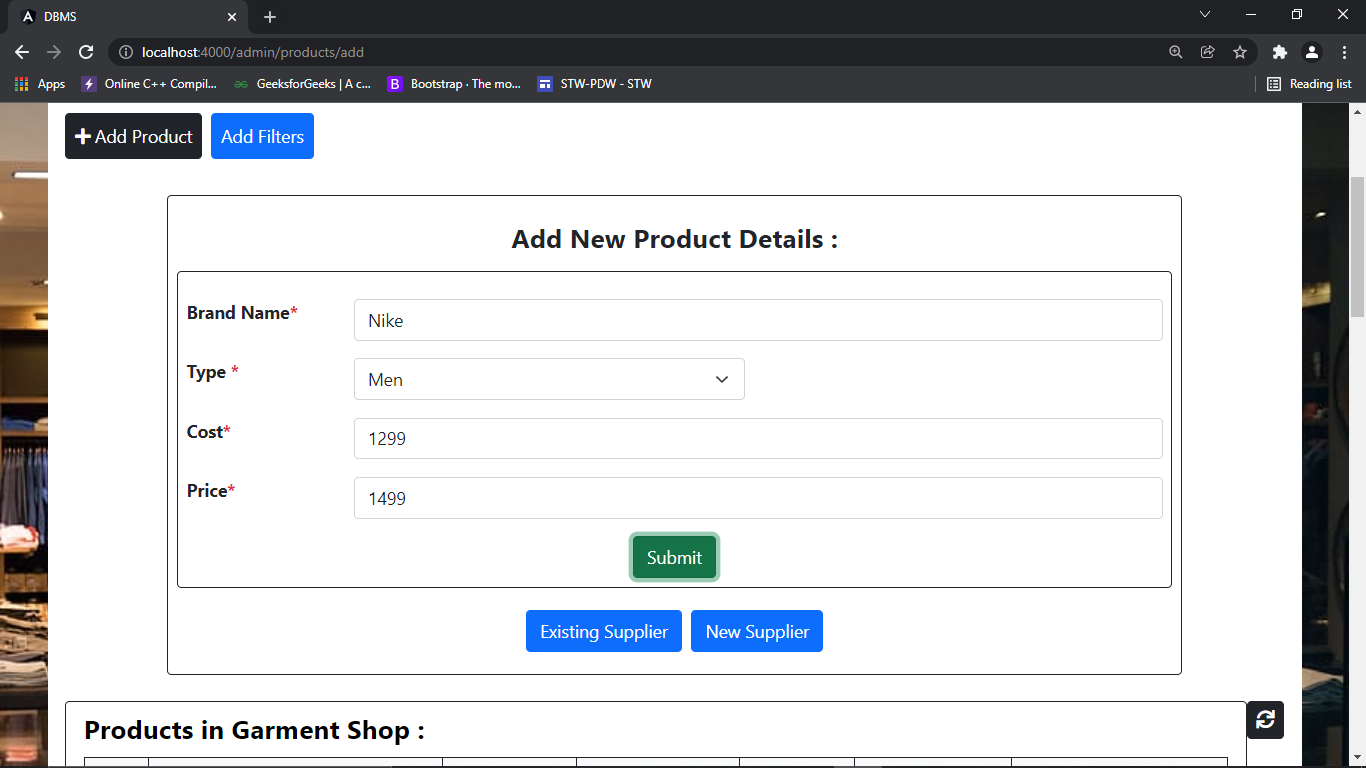 DBMS
localhost:4000/admin/products/add
Apps Online C++ Compil... GeeksforGeeks | A c... B Bootstrap · The mo... STW-PDW - STW Reading list
Add Product Add Filters
Add New Product Details :
Brand Name* Nike
Type * Men
Cost* 1299
Price* 1499
Submit
Existing Supplier New Supplier
Products in Garment Shop :